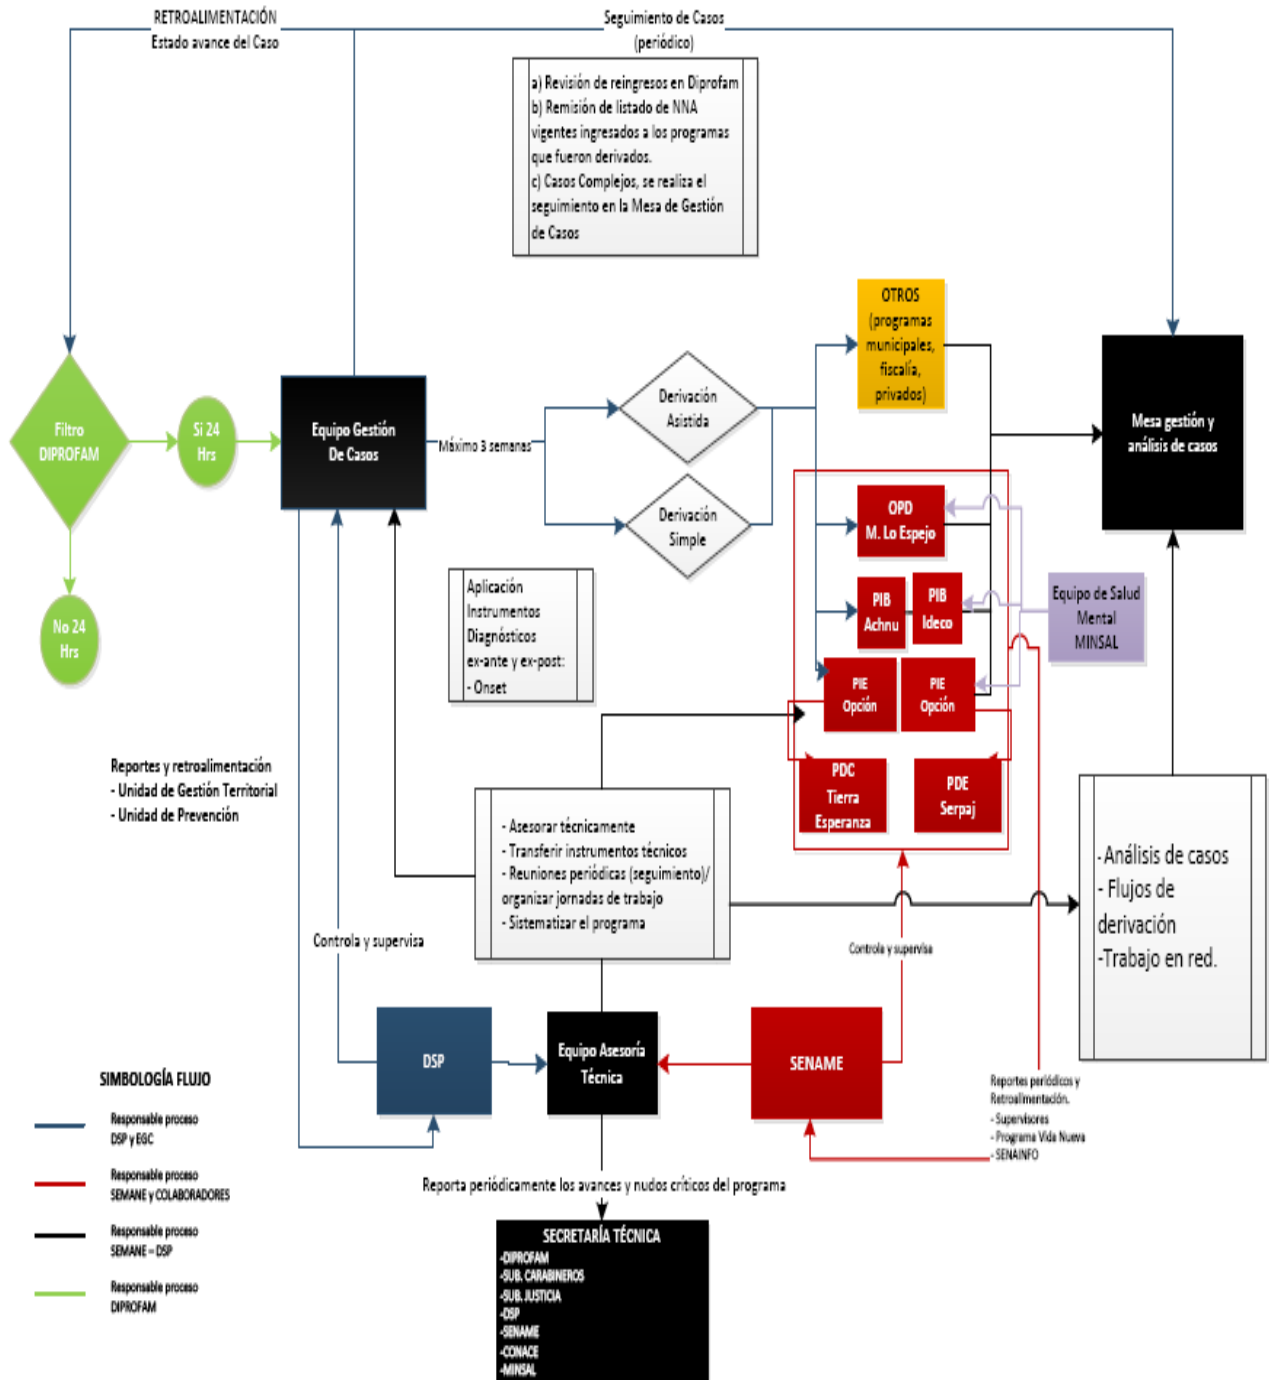 RETROALIMENTACIÓN
Estado avance del Caso
Seguimiento de Casos
(periódico)
a) Revisión de reingresos en Diprofam
b) Remisión de listado de NNA
vigentes ingresados a los programas
que fueron derivados.
c) Casos Complejos, se realiza el
seguimiento en la Mesa de Gestión
de Casos
OTROS
(programas
municipales,
fiscalía,
privados)
Filtro
DIPROFAM
Si 24
Hrs
Equipo Gestión
De Casos
Máximo 3 semanas
Derivación
Asistida
Derivación
Simple
Mesa gestión y
análisis de casos
OPD
M. Lo Espejo
PIB
Achnu
PIB
Ideco
Equipo de Salud
Mental
MINSAL
No 24
Hrs
Aplicación
Instrumentos
Diagnósticos
ex-ante y ex-post:
- Onset
PIE
Opción
PIE
Opción
PDC
Tierra
Esperanza
PDE
Serpaj
Reportes y retroalimentación
- Unidad de Gestión Territorial
- Unidad de Prevención
- Asesorar técnicamente
- Transferir instrumentos técnicos
- Reuniones periódicas (seguimiento)/
organizar jornadas de trabajo
- Sistematizar el programa
- Análisis de casos
- Flujos de
derivación
-Trabajo en red.
Controla y supervisa
Controla y supervisa
DSP
Equipo Asesoría
Técnica
SENAME
Reportes periódicos y
Retroalimentación.
- Supervisores
- Programa Vida Nueva
- SENAINFO
SIMBOLOGÍA FLUJO
Responsable proceso
DSP y EGC
Responsable proceso
SEMANE y COLABORADORES
Responsable proceso
SEMANE – DSP
Responsable proceso
DIPROFAM
Reporta periódicamente los avances y nudos críticos del programa
SECRETARÍA TÉCNICA
-DIPROFAM
-SUB. CARABINEROS
-SUB. JUSTICIA
-DSP
-SENAME
-CONACE
-MINSAL